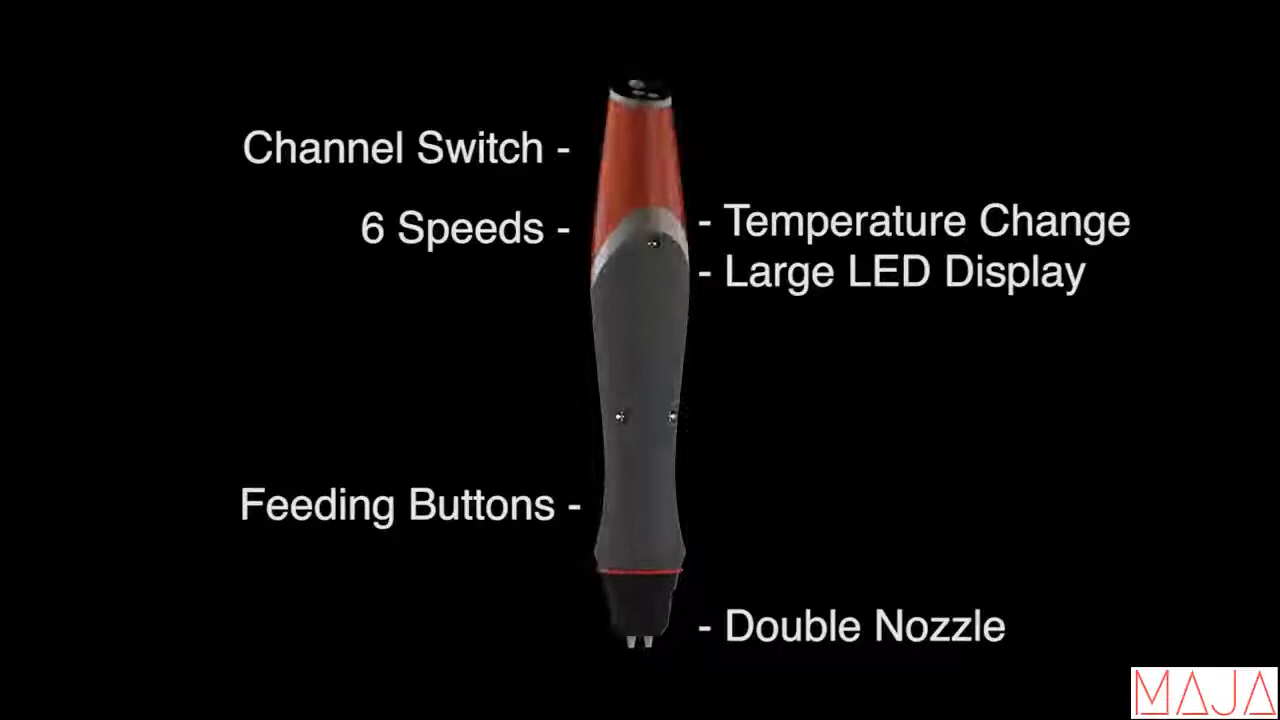 Channel Switch -
6 Speeds -
- Temperature Change
- Large LED Display
Feeding Buttons -
- Double Nozzle
MAJA